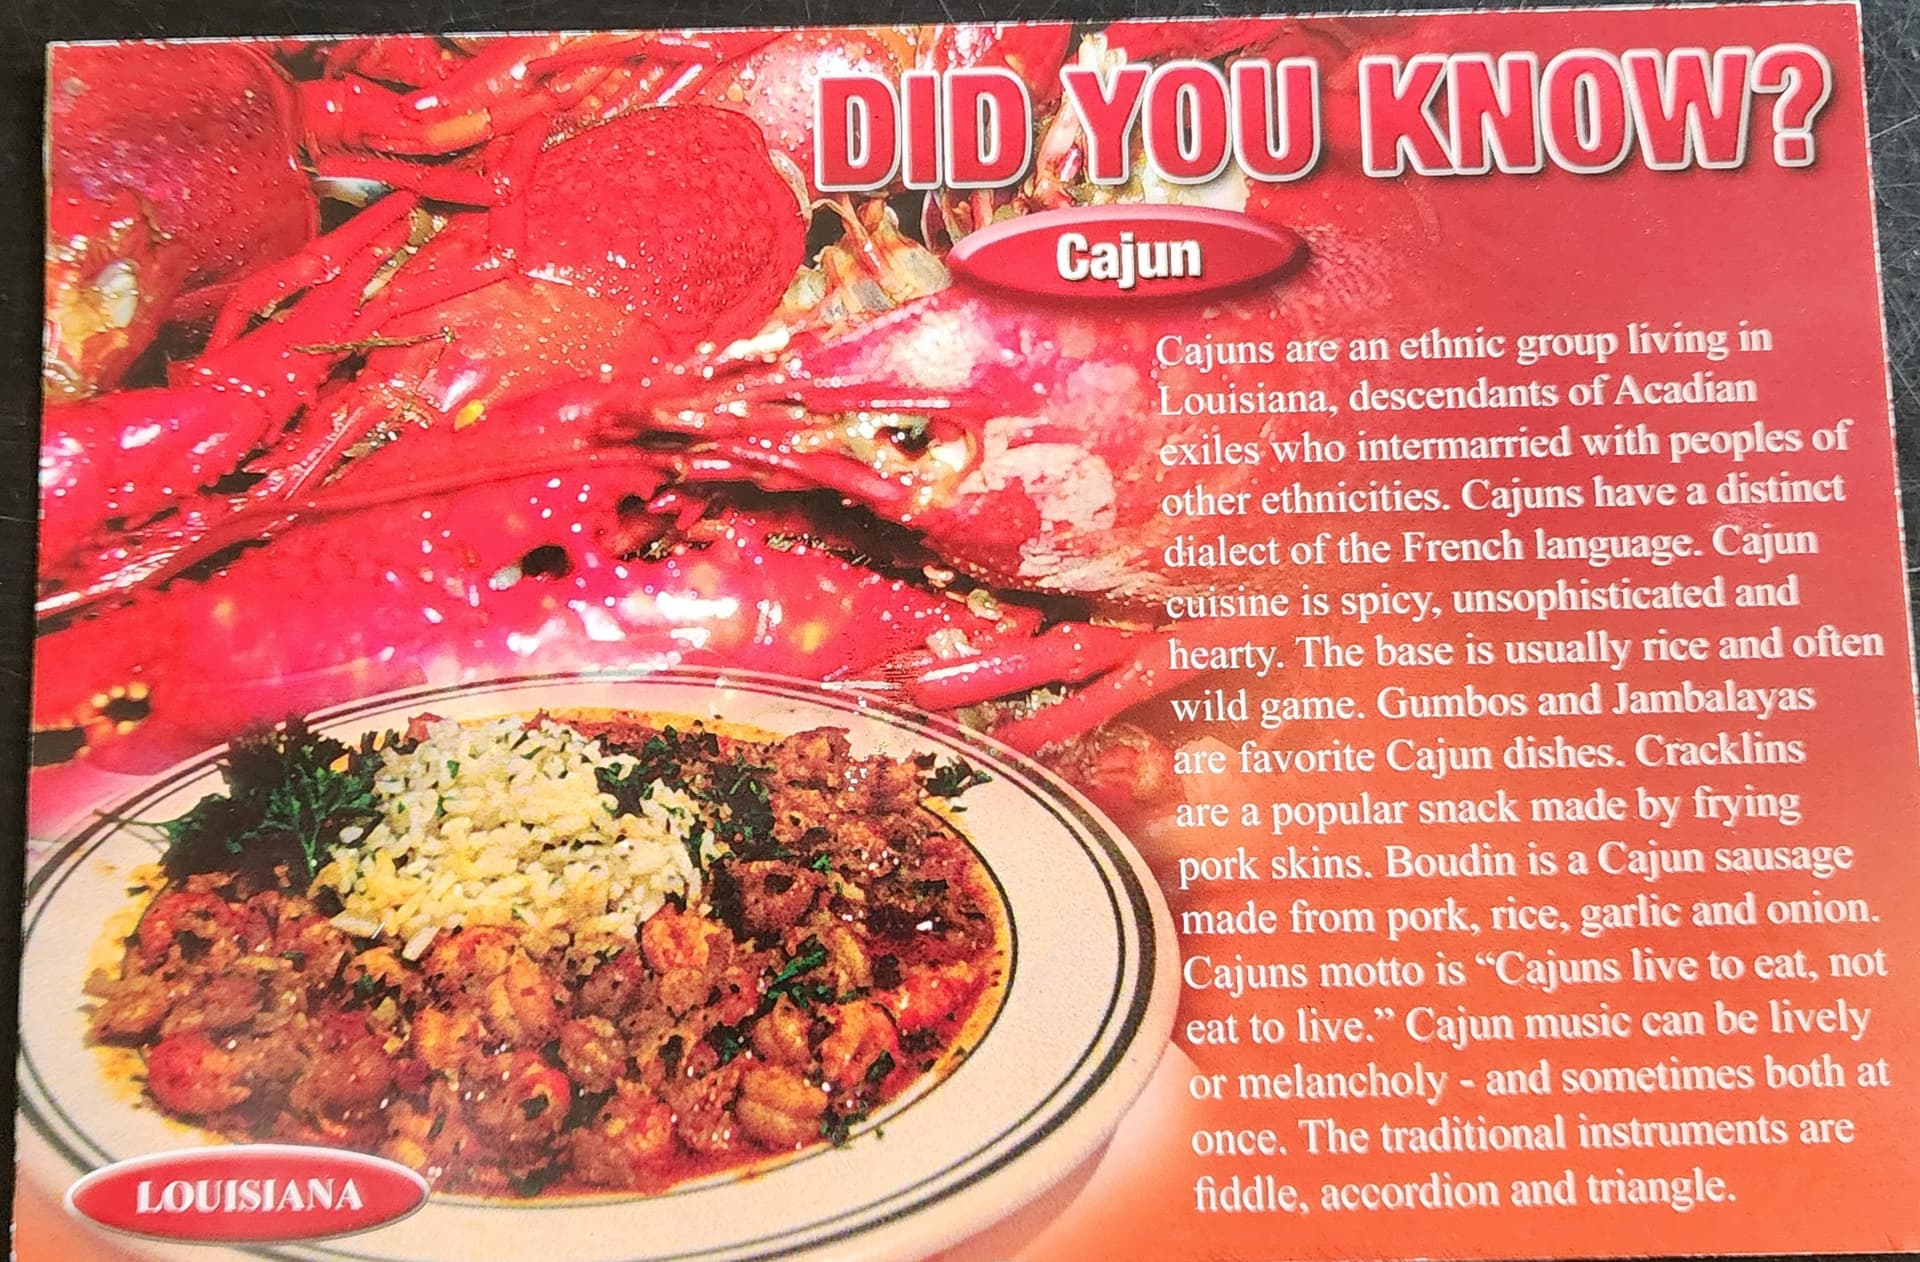 DID YOU KNOW?
Cajun
Cajuns are an ethnic group living in
Louisiana, descendants of Acadian
exiles who intermarried with peoples of
other ethnicities. Cajuns have a distinct
dialect of the French language. Cajun
cuisine is spicy, unsophisticated and
hearty. The base is usually rice and often
wild game. Gumbos and Jambalayas
are favorite Cajun dishes. Cracklins
are a popular snack made by frying
pork skins. Boudin is a Cajun sausage
made from pork, rice, garlic and onion.
Cajuns motto is “Cajuns live to eat, not
eat to live.” Cajun music can be lively
or melancholy - and sometimes both at
once. The traditional instruments are
fiddle, accordion and triangle.
LOUISIANA